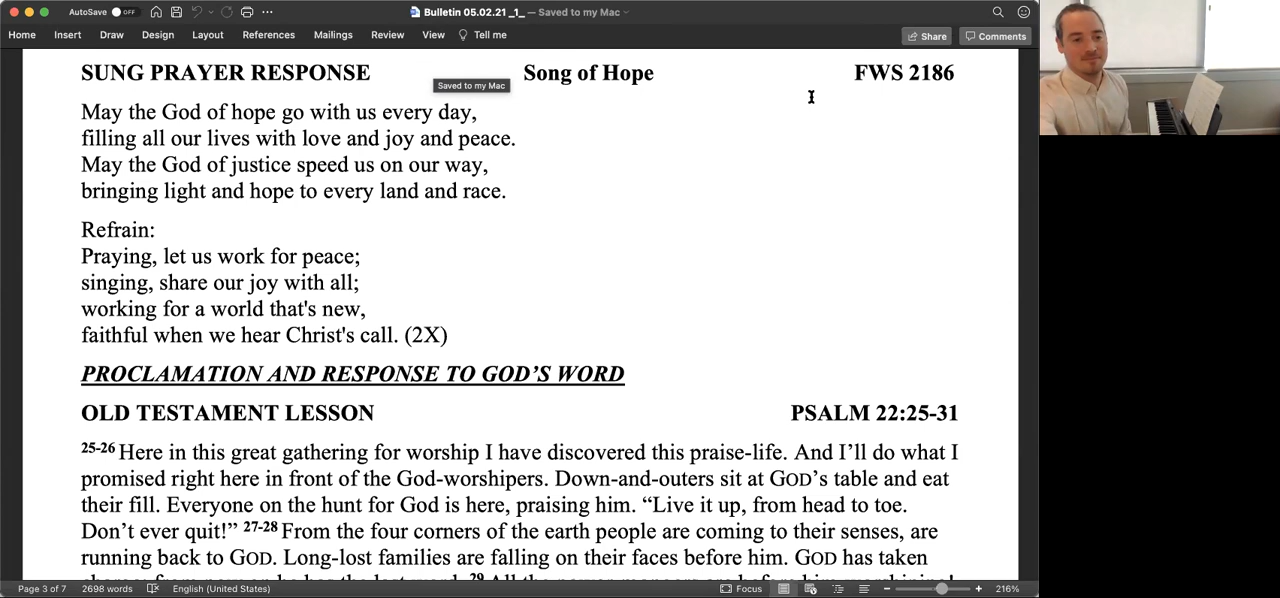 AutoSave OFF
Bulletin 05.02.21 _1_ — Saved to my Mac
Home Insert Draw Design Layout References Mailings Review View Tell me Share Comments
SUNG PRAYER RESPONSE Song of Hope FWS 2186
Saved to my Mac
May the God of hope go with us every day,
filling all our lives with love and joy and peace.
May the God of justice speed us on our way,
bringing light and hope to every land and race.
Refrain:
Praying, let us work for peace;
singing, share our joy with all;
working for a world that's new,
faithful when we hear Christ's call. (2X)
PROCLAMATION AND RESPONSE TO GOD'S WORD
OLD TESTAMENT LESSON PSALM 22:25-31
25-26 Here in this great gathering for worship I have discovered this praise-life. And I'll do what I
promised right here in front of the God-worshipers. Down-and-outers sit at GOD's table and eat
their fill. Everyone on the hunt for God is here, praising him. "Live it up, from head to toe.
Don't ever quit!" 27-28 From the four corners of the earth people are coming to their senses, are
running back to GOD. Long-lost families are falling on their faces before him. GOD has taken
Page 3 of 7 2698 words English (United States) Focus 216%